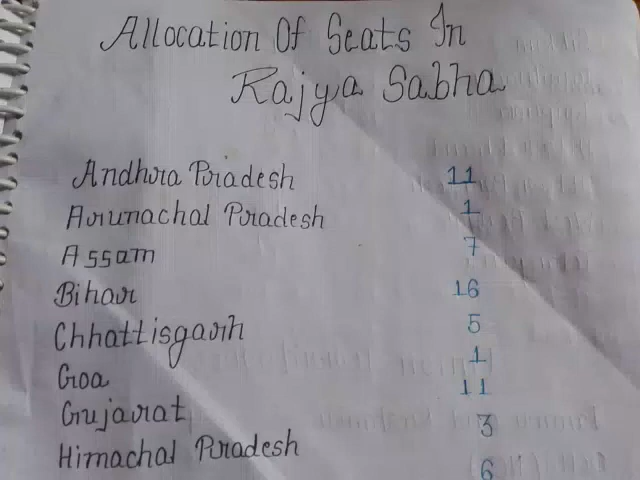 Allocation Of Seats In
Rajya Sabha
Andhra Pradesh 11
Arunachal Pradesh 1
Assam 7
Bihar 16
Chhattisgarh 5
Goa 1
Gujarat 11
Himachal Pradesh 3
6